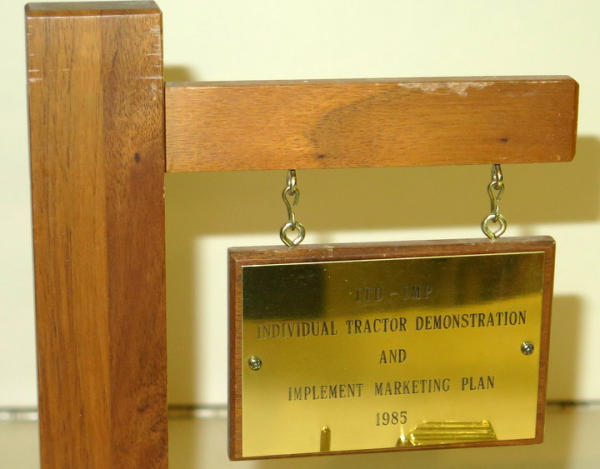 ITD - IMP
INDIVIDUAL TRACTOR DEMONSTRATION
AND
IMPLEMENT MARKETING PLAN
1985